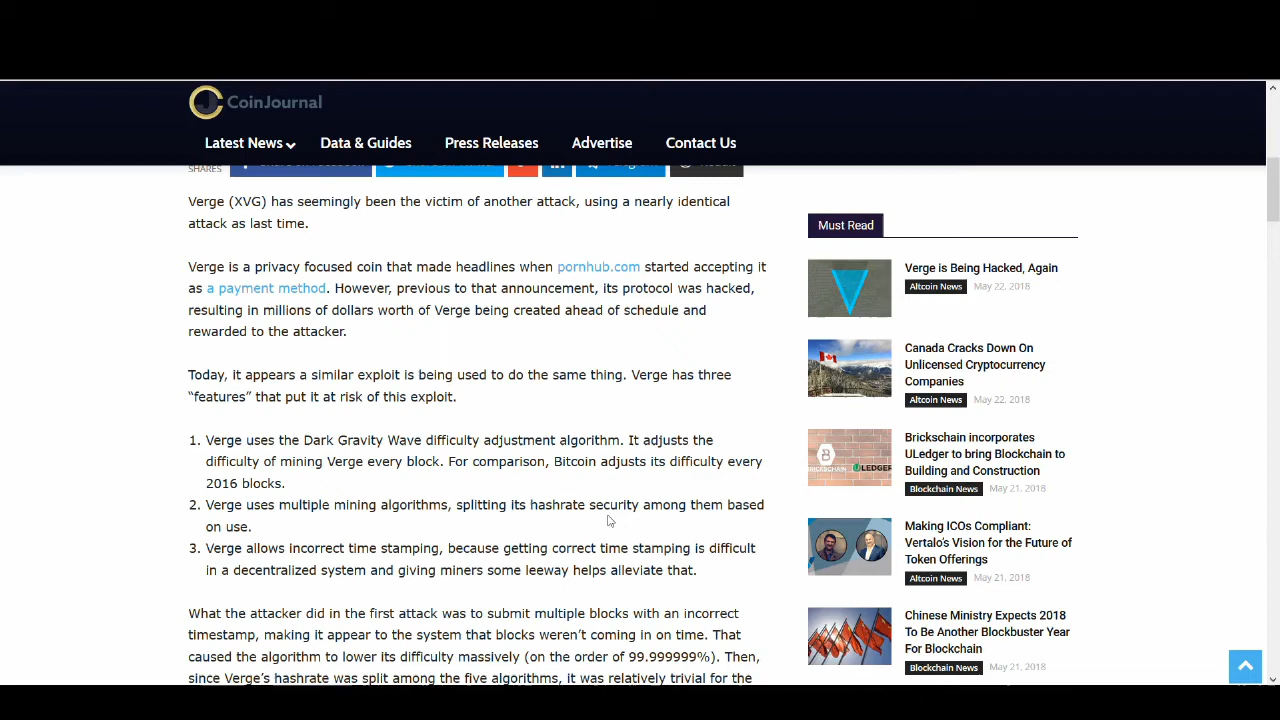 CoinJournal
Latest News
Data & Guides
Press Releases
Advertise
Contact Us
SHARES
Verge (XVG) has seemingly been the victim of another attack, using a nearly identical
attack as last time.
Verge is a privacy focused coin that made headlines when pornhub.com started accepting it
as a payment method. However, previous to that announcement, its protocol was hacked,
resulting in millions of dollars worth of Verge being created ahead of schedule and
rewarded to the attacker.
Today, it appears a similar exploit is being used to do the same thing. Verge has three
“features” that put it at risk of this exploit.
1. Verge uses the Dark Gravity Wave difficulty adjustment algorithm. It adjusts the
difficulty of mining Verge every block. For comparison, Bitcoin adjusts its difficulty every
2016 blocks.
2. Verge uses multiple mining algorithms, splitting its hashrate security among them based
on use.
3. Verge allows incorrect time stamping, because getting correct time stamping is difficult
in a decentralized system and giving miners some leeway helps alleviate that.
What the attacker did in the first attack was to submit multiple blocks with an incorrect
timestamp, making it appear to the system that blocks weren’t coming in on time. That
caused the algorithm to lower its difficulty massively (on the order of 99.999999%). Then,
since Verge’s hashrate was split among the five algorithms, it was relatively trivial for the
Must Read
Verge is Being Hacked, Again
Altcoin News May 22, 2018
Canada Cracks Down On
Unlicensed Cryptocurrency
Companies
Altcoin News May 22, 2018
BRICKSCHAIN
ULEDGER
Brickschain incorporates
ULedger to bring Blockchain to
Building and Construction
Blockchain News May 21, 2018
Making ICOs Compliant:
Vertalo’s Vision for the Future of
Token Offerings
Altcoin News May 21, 2018
Chinese Ministry Expects 2018
To Be Another Blockbuster Year
For Blockchain
Blockchain News May 21, 2018